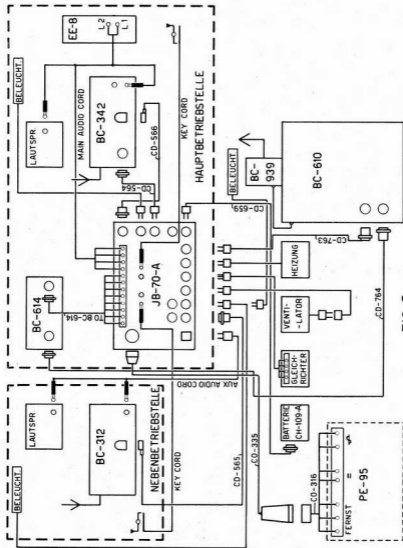 NEBENBETRIEBSTELLE
BELEUCHT.
LAUTSPR.
BC-312
KEY CORD
AUX AUDIO CORD
CD-565
CD-335
BC-614
TO BC-614
JB-70-A
HAUPTBETRIEBSTELLE
BELEUCHT.
EE-8
L2
L1
LAUTSPR.
MAIN AUDIO CORD
BC-342
CD-564
CD-566
KEY CORD
FERNST
=
PE-95
CD-316
BATTERIE
CH-109-A
GLEICH-
RICHTER
VENTI-
-LATOR
HEIZUNG
BELEUCHT
CD-659
BC-
939
BC-610
CD-763
CD-764